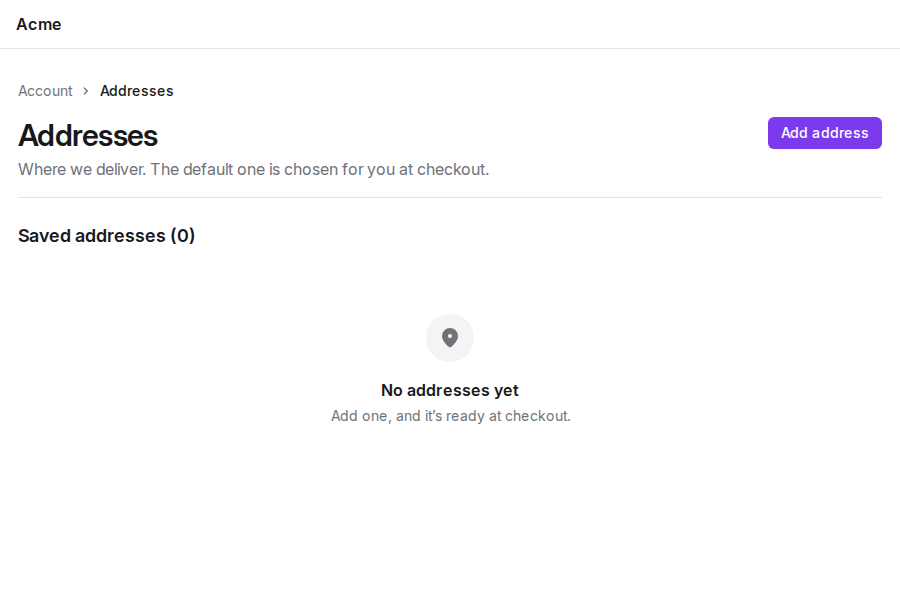 Acme
Account > Addresses
Addresses
Add address
Where we deliver. The default one is chosen for you at checkout.
Saved addresses (0)
No addresses yet
Add one, and it’s ready at checkout.